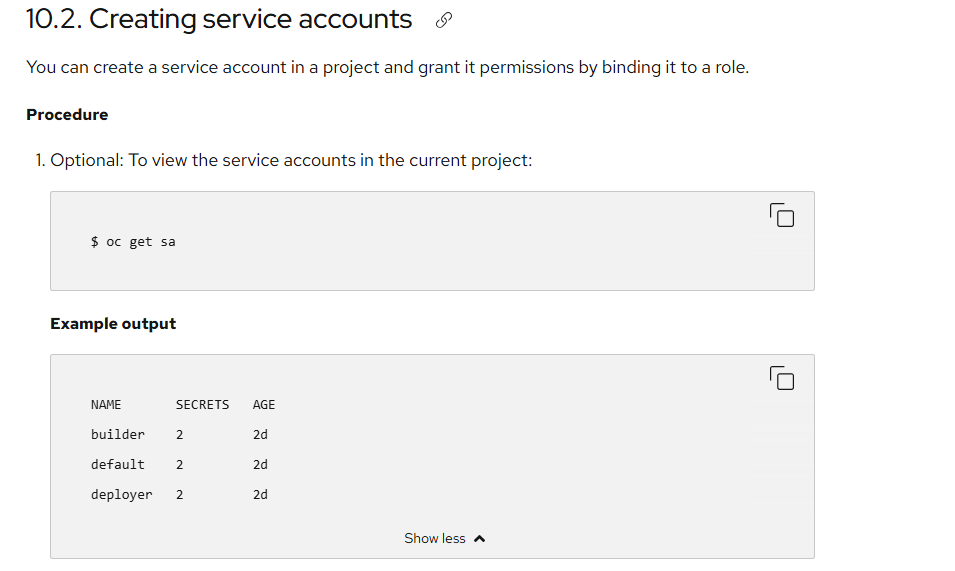 10.2. Creating service accounts
You can create a service account in a project and grant it permissions by binding it to a role.
Procedure
1. Optional: To view the service accounts in the current project:
$ oc get sa
Example output
NAME SECRETS AGE
builder 2 2d
default 2 2d
deployer 2 2d
Show less